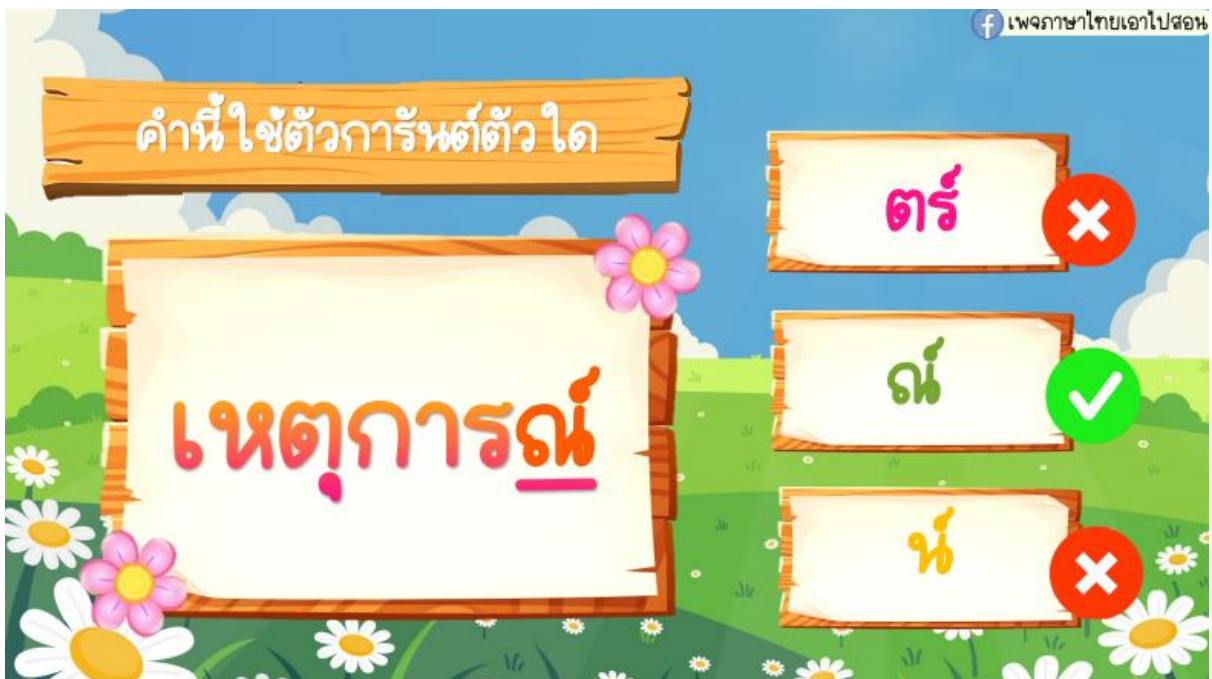 เพจภาษาไทยเอาไปสอน
คำนี้ใช้ตัวการันต์ตัวใด
เหตุการณ์
ตร์
ณ์
น์